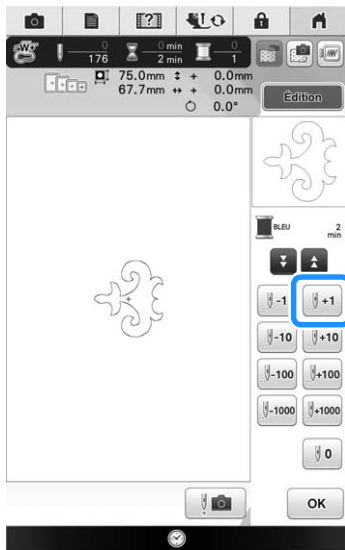 [?]
W+
0
176
0 min
2 min
0
1
75.0mm ↕ + 0.0mm
67.7mm ↔ + 0.0mm
0.0°
Édition
BLEU 2
min
-1 +1
-10 +10
-100 +100
-1000 +1000
0
OK